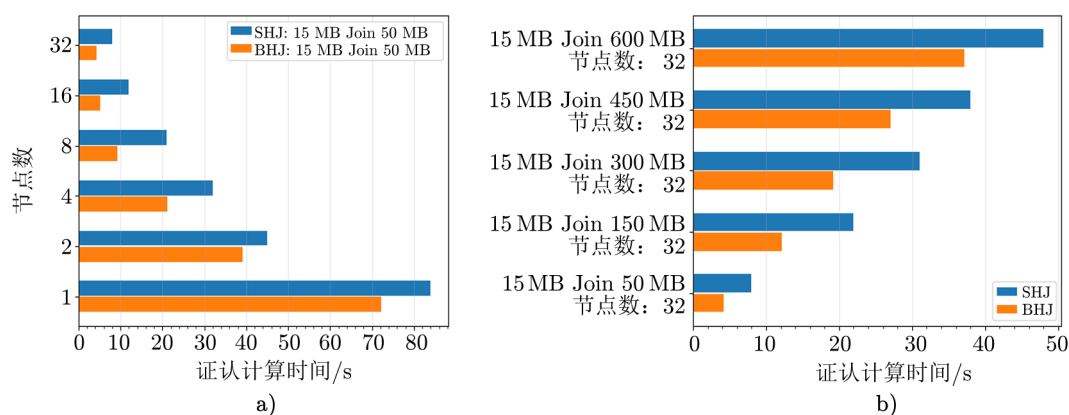 SHJ: 15 MB Join 50 MB
BHJ: 15 MB Join 50 MB
32
16
8
4
2
1
节点数
0 10 20 30 40 50 60 70 80
证认计算时间/s
a)
15 MB Join 600 MB
节点数：32
15 MB Join 450 MB
节点数：32
15 MB Join 300 MB
节点数：32
15 MB Join 150 MB
节点数：32
15 MB Join 50 MB
节点数：32
SHJ
BHJ
0 10 20 30 40 50
证认计算时间/s
b)